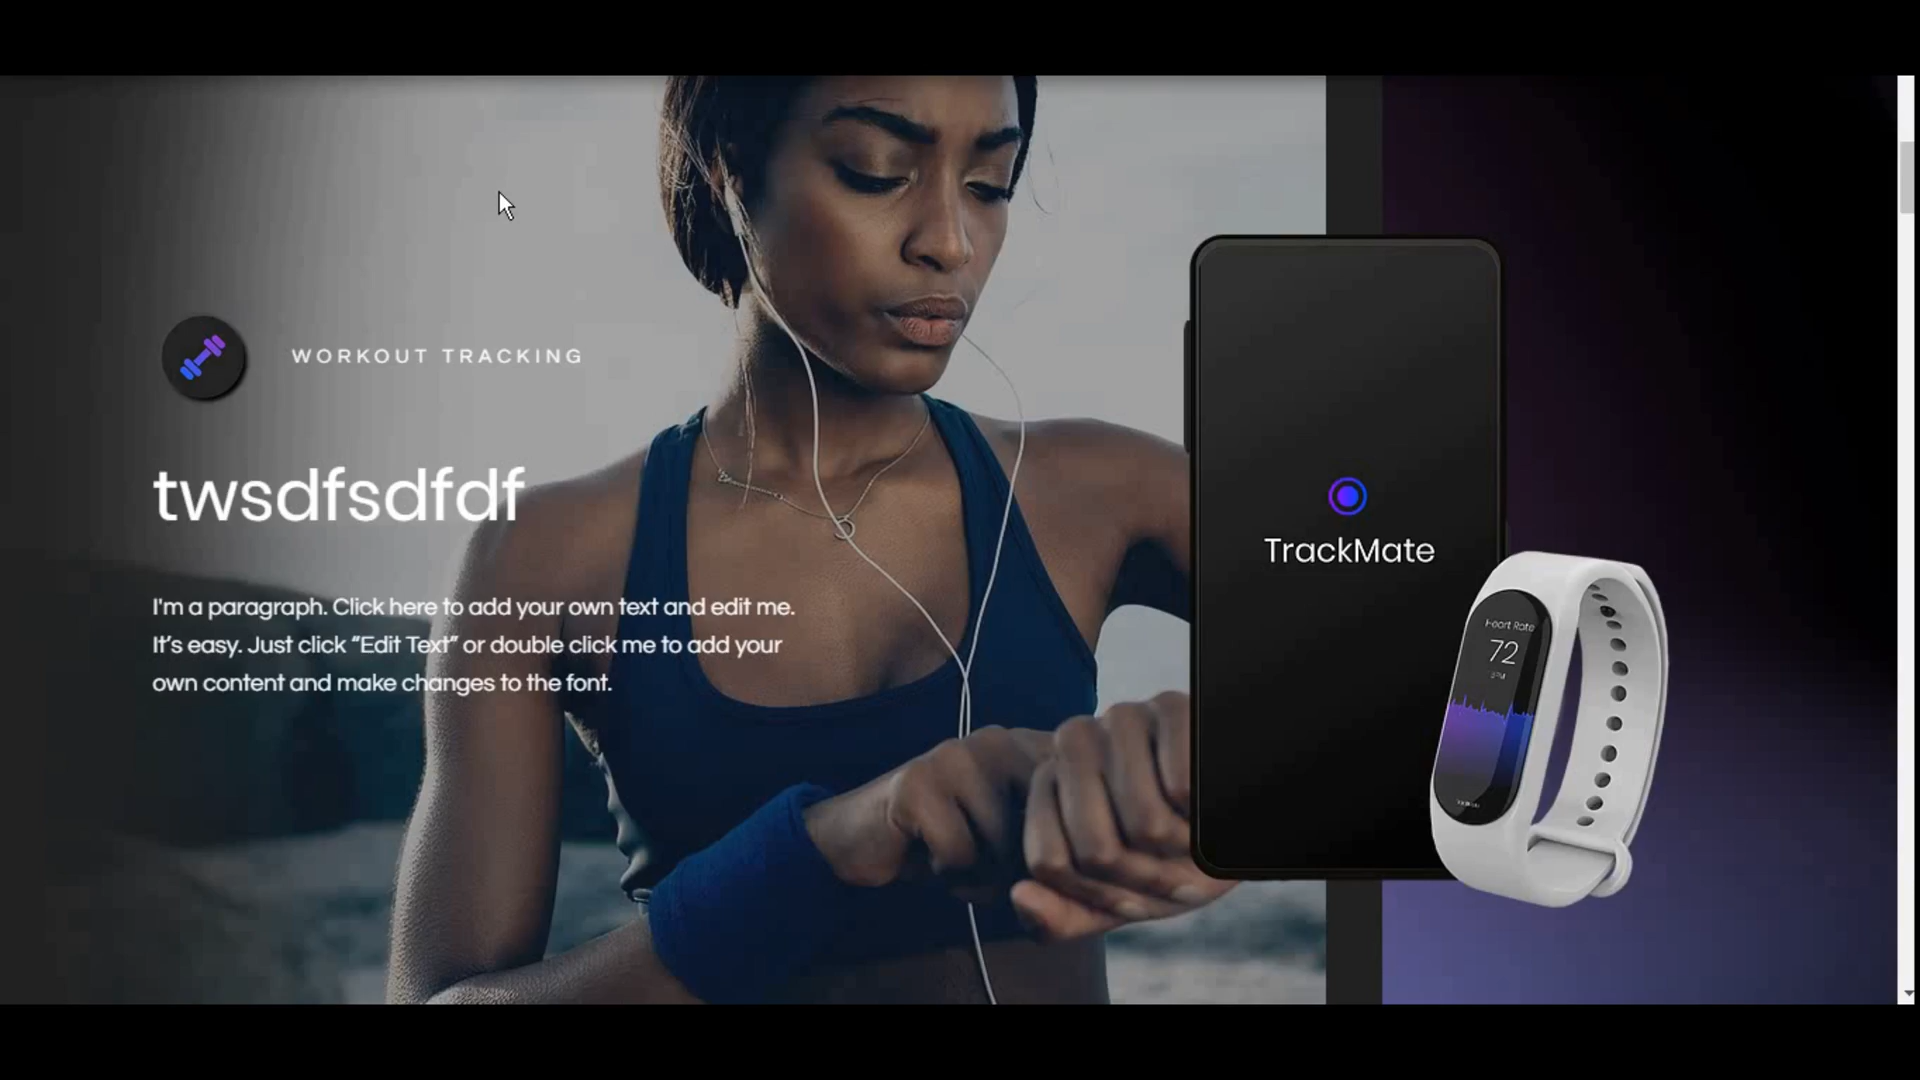 WORKOUT TRACKING
twsdfsdfdf
I'm a paragraph. Click here to add your own text and edit me.
It's easy. Just click “Edit Text” or double click me to add your
own content and make changes to the font.
TrackMate
Heart Rate
72
BPM